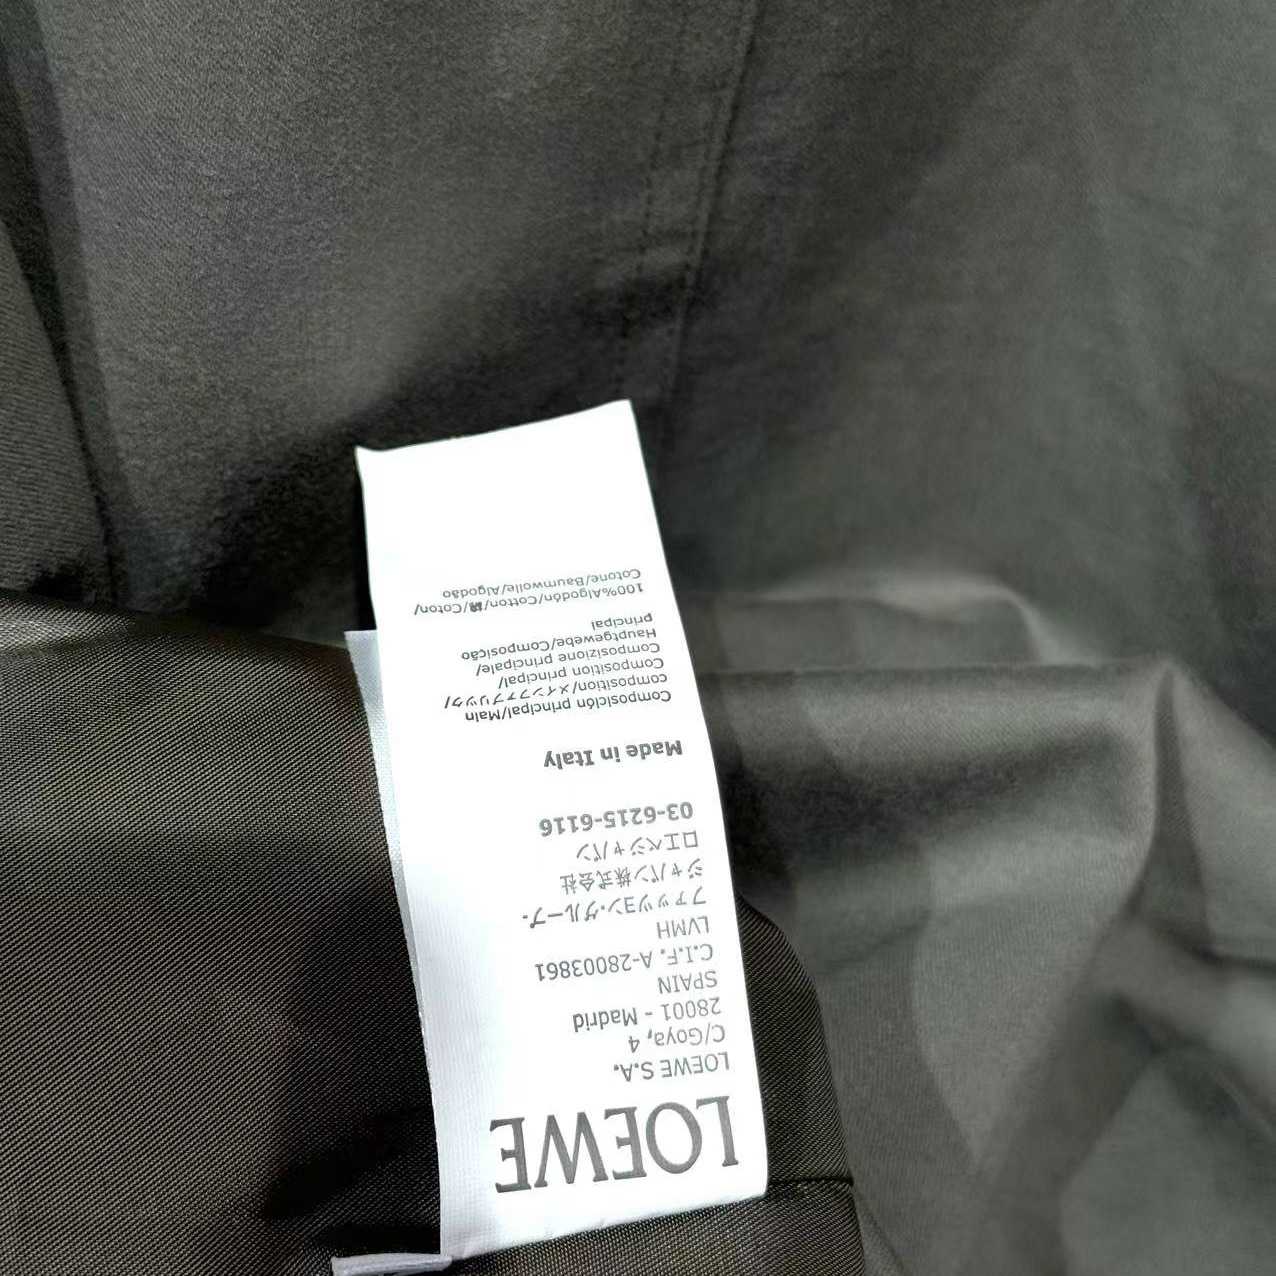 LOEWE
LOEWE S.A.
C/Goya, 4
28001 - Madrid
SPAIN
C.I.F. A-28003861
LVMH
ファッション・グループ・
ジャパン株式会社
ロエベジャパン
03-6215-6116
Made in Italy
Composición principal/Main
composition/メインファブリック/
Composition principal/
Composizione principale/
Hauptgewebe/Composição
principal
100%Algodón/Cotton/綿/Coton/
Cotone/Baumwolle/Algodão